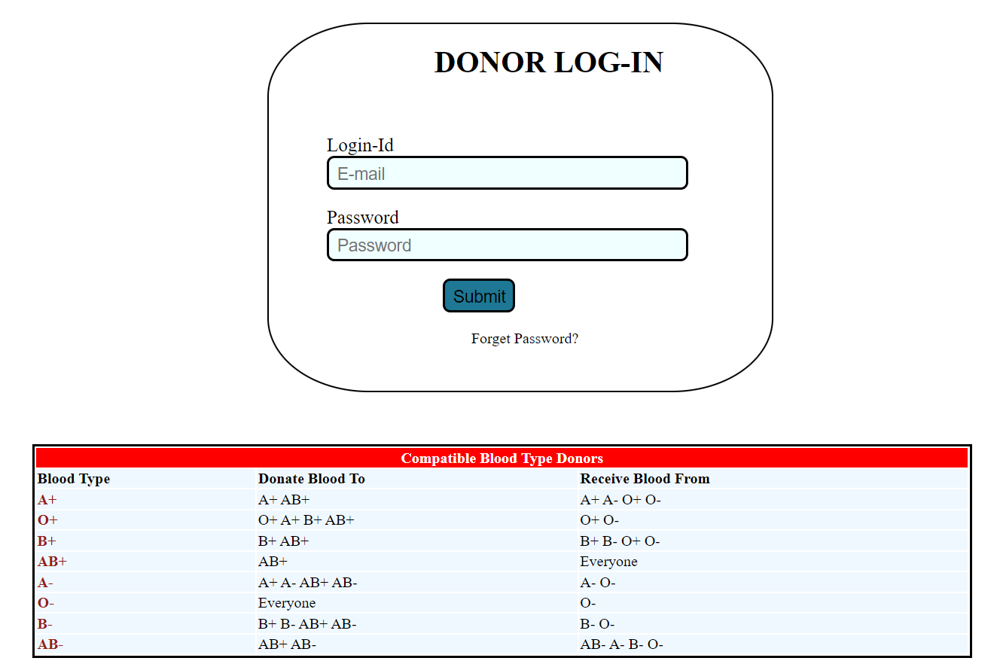 DONOR LOG-IN
Login-Id
E-mail
Password
Password
Submit
Forget Password?
Compatible Blood Type Donors
Blood Type Donate Blood To Receive Blood From
A+ A+ AB+ A+ A- O+ O-
O+ O+ A+ B+ AB+ O+ O-
B+ B+ AB+ B+ B- O+ O-
AB+ AB+ Everyone
A- A+ A- AB+ AB- A- O-
O- Everyone O-
B- B+ B- AB+ AB- B- O-
AB- AB+ AB- AB- A- B- O-